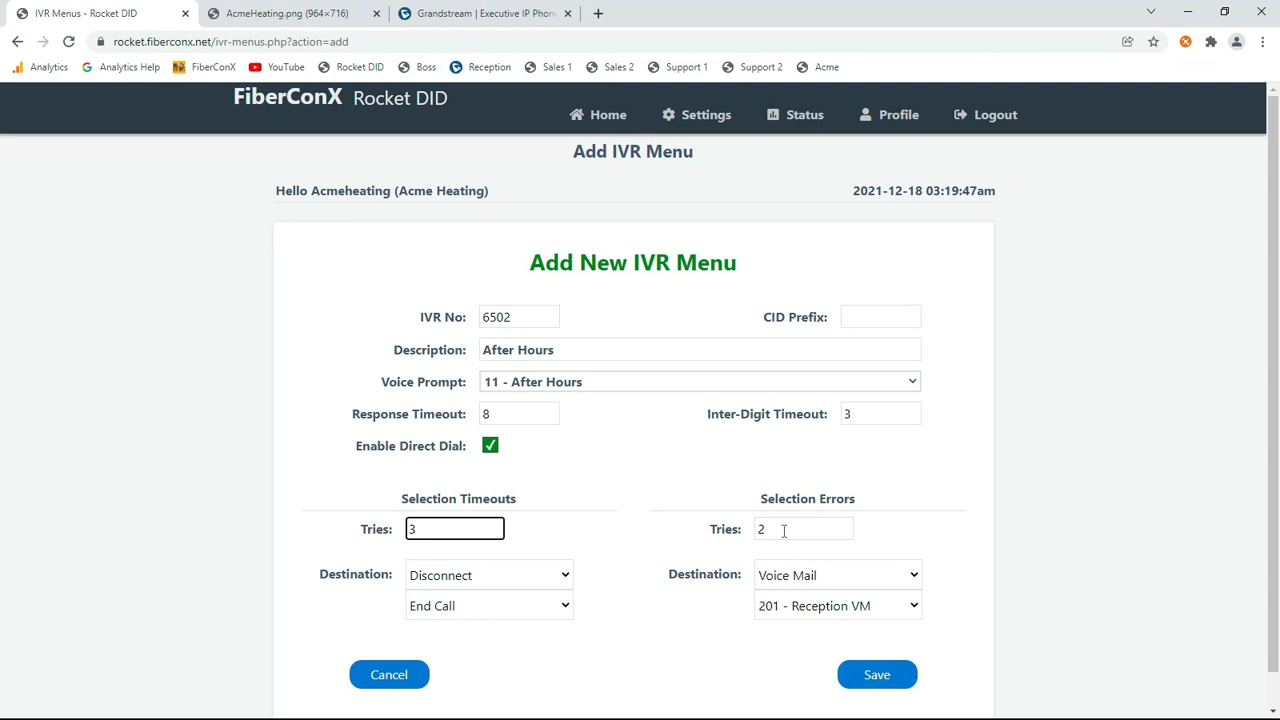 IVR Menus - Rocket DID
AcmeHeating.png (964×716)
Grandstream | Executive IP Phon
rocket.fiberconx.net/ivr-menus.php?action=add
Analytics
Analytics Help
FiberConX
YouTube
Rocket DID
Boss
Reception
Sales 1
Sales 2
Support 1
Support 2
Acme
FiberConX Rocket DID
Home
Settings
Status
Profile
Logout
Add IVR Menu
Hello Acmeheating (Acme Heating)
2021-12-18 03:19:47am
Add New IVR Menu
IVR No: 6502
CID Prefix:
Description: After Hours
Voice Prompt: 11 - After Hours
Response Timeout: 8
Inter-Digit Timeout: 3
Enable Direct Dial:
Selection Timeouts
Selection Errors
Tries: 3
Tries: 2
Destination: Disconnect
Destination: Voice Mail
End Call
201 - Reception VM
Cancel
Save